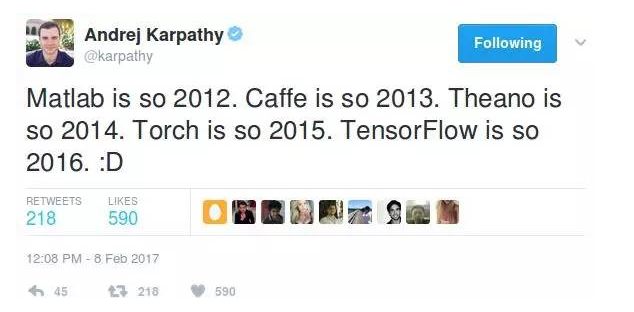 Andrej Karpathy
@karpathy
Following
Matlab is so 2012. Caffe is so 2013. Theano is
so 2014. Torch is so 2015. TensorFlow is so
2016. :D
RETWEETS LIKES
218 590
12:08 PM - 8 Feb 2017
45 218 590